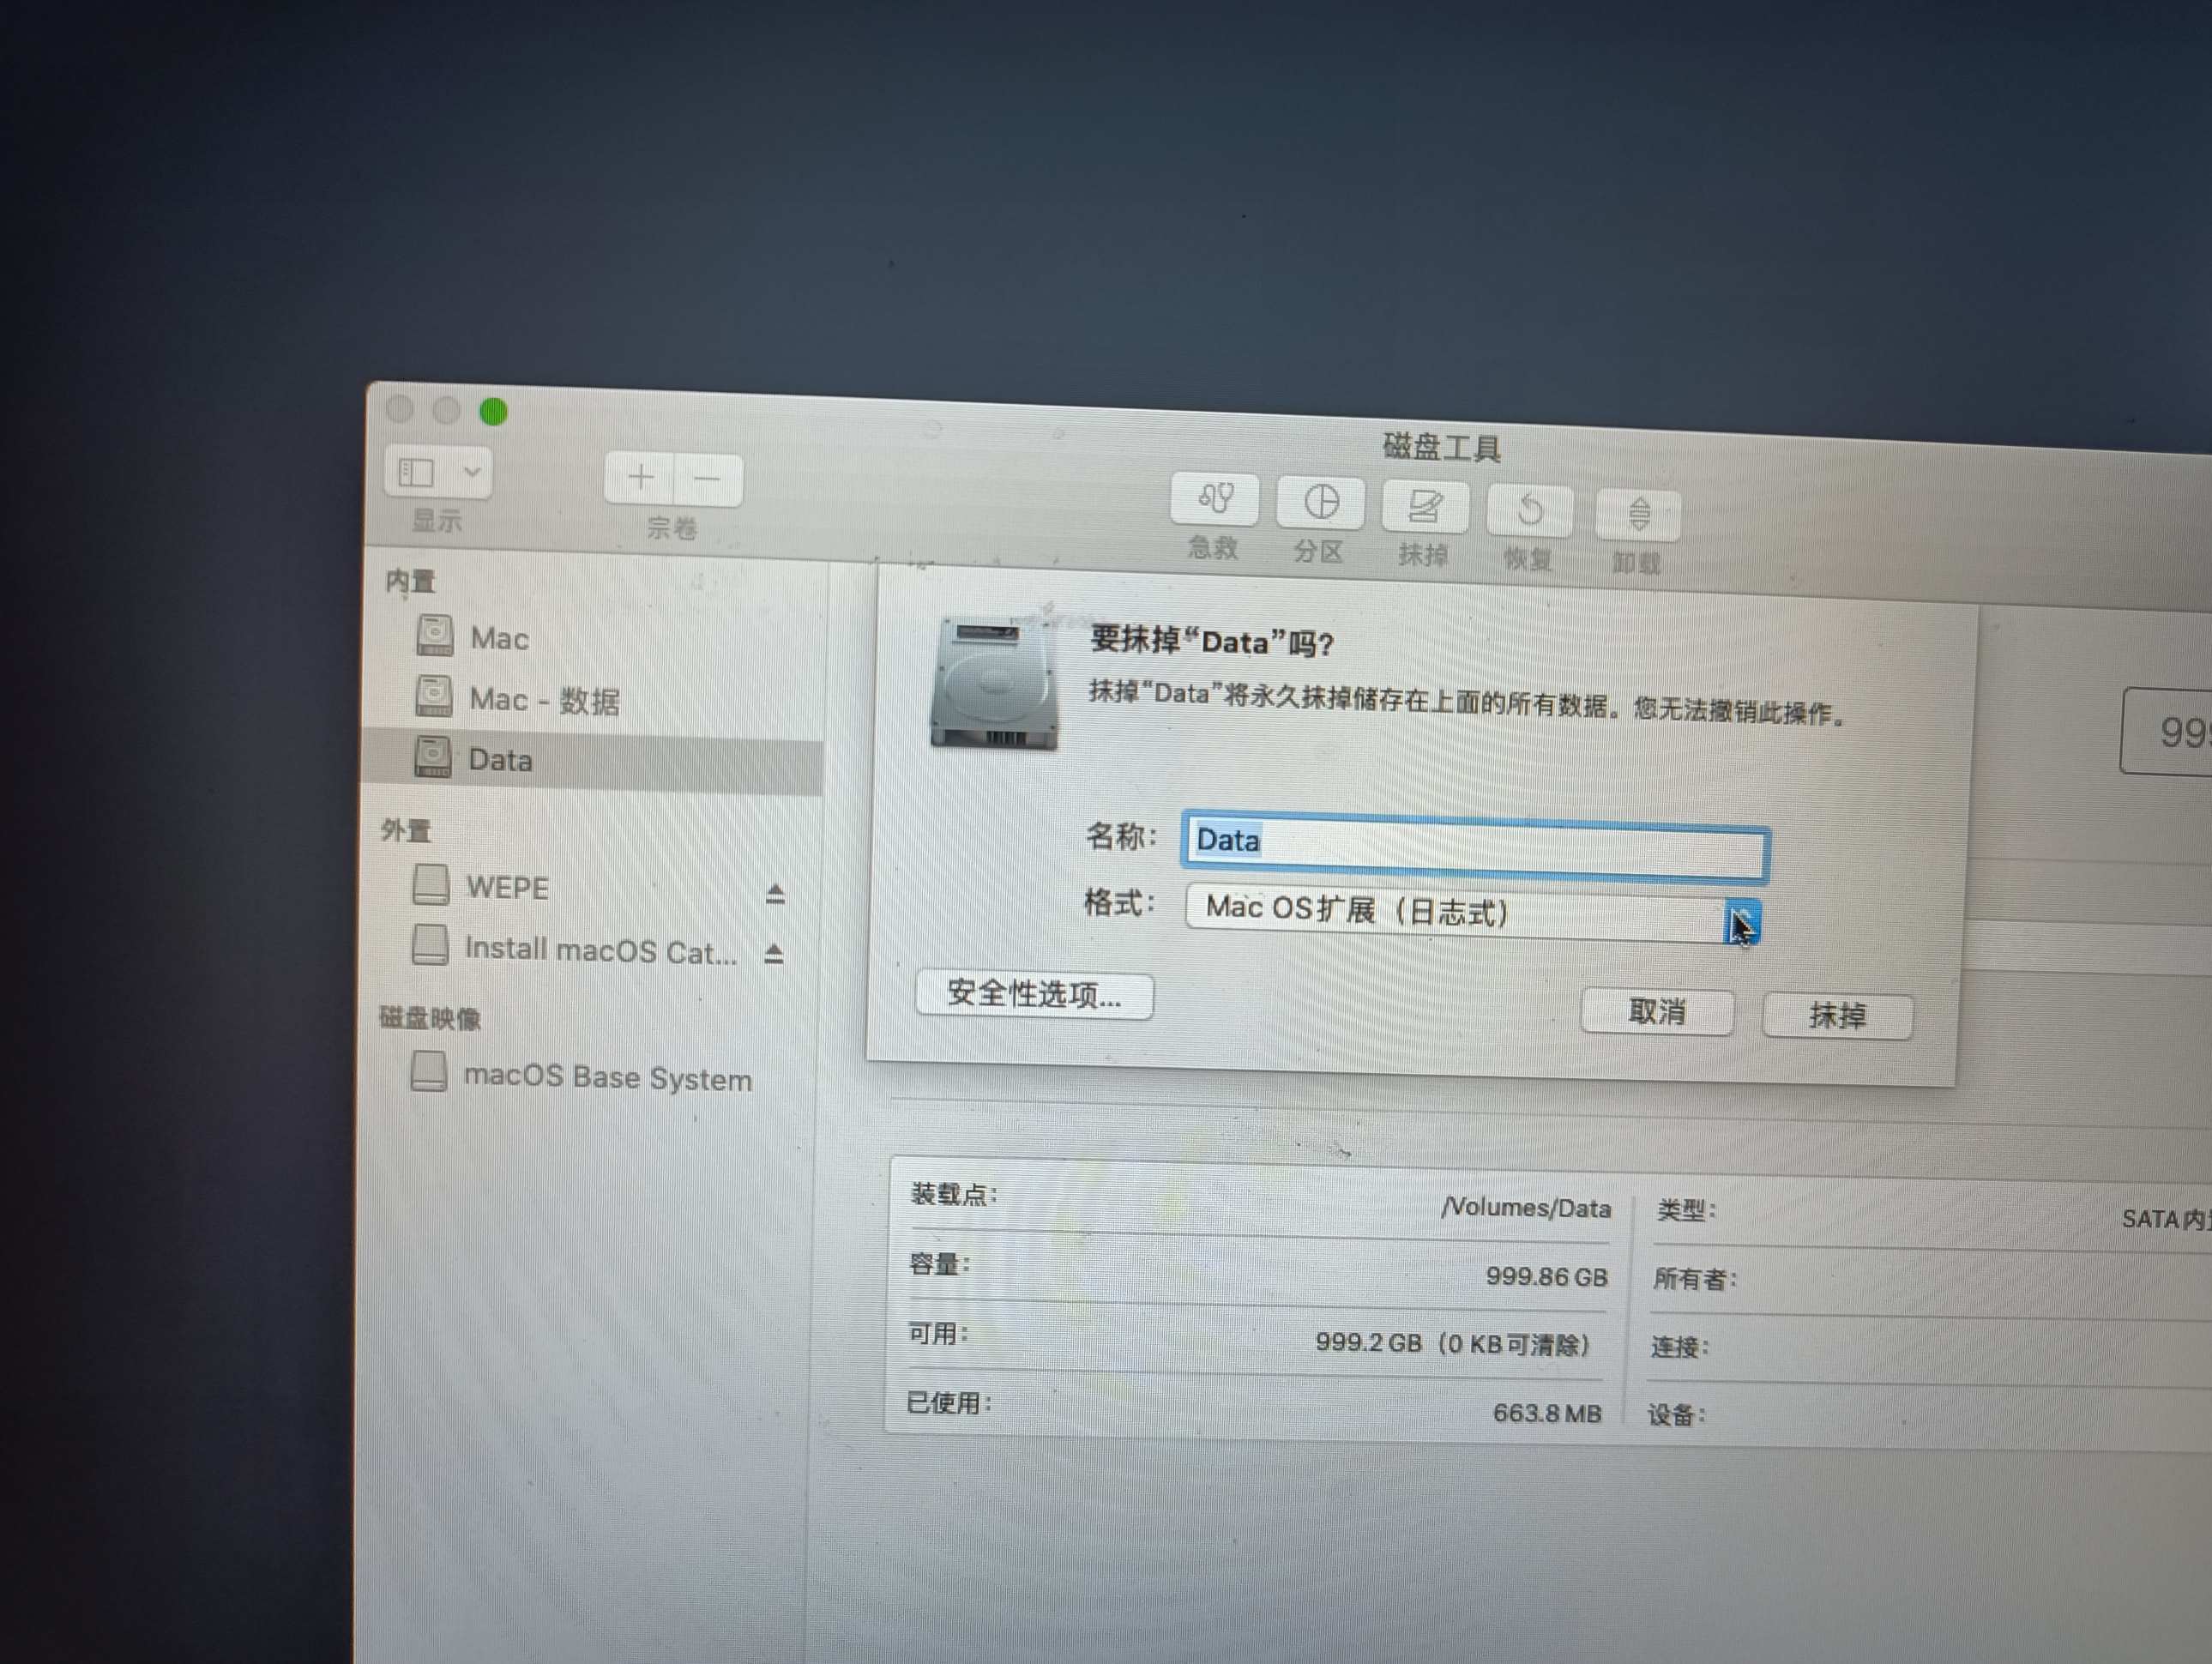 磁盘工具
显示
宗卷
急救
分区
抹掉
恢复
卸载
内置
Mac
Mac - 数据
Data
外置
WEPE
Install macOS Cat...
磁盘映像
macOS Base System
要抹掉“Data”吗？
抹掉“Data”将永久抹掉储存在上面的所有数据。您无法撤销此操作。
名称： Data
格式： Mac OS扩展（日志式）
安全性选项...
取消
抹掉
99
装载点： /Volumes/Data
类型： SATA内
容量： 999.86 GB
所有者：
可用： 999.2 GB（0 KB可清除）
连接：
已使用： 663.8 MB
设备：